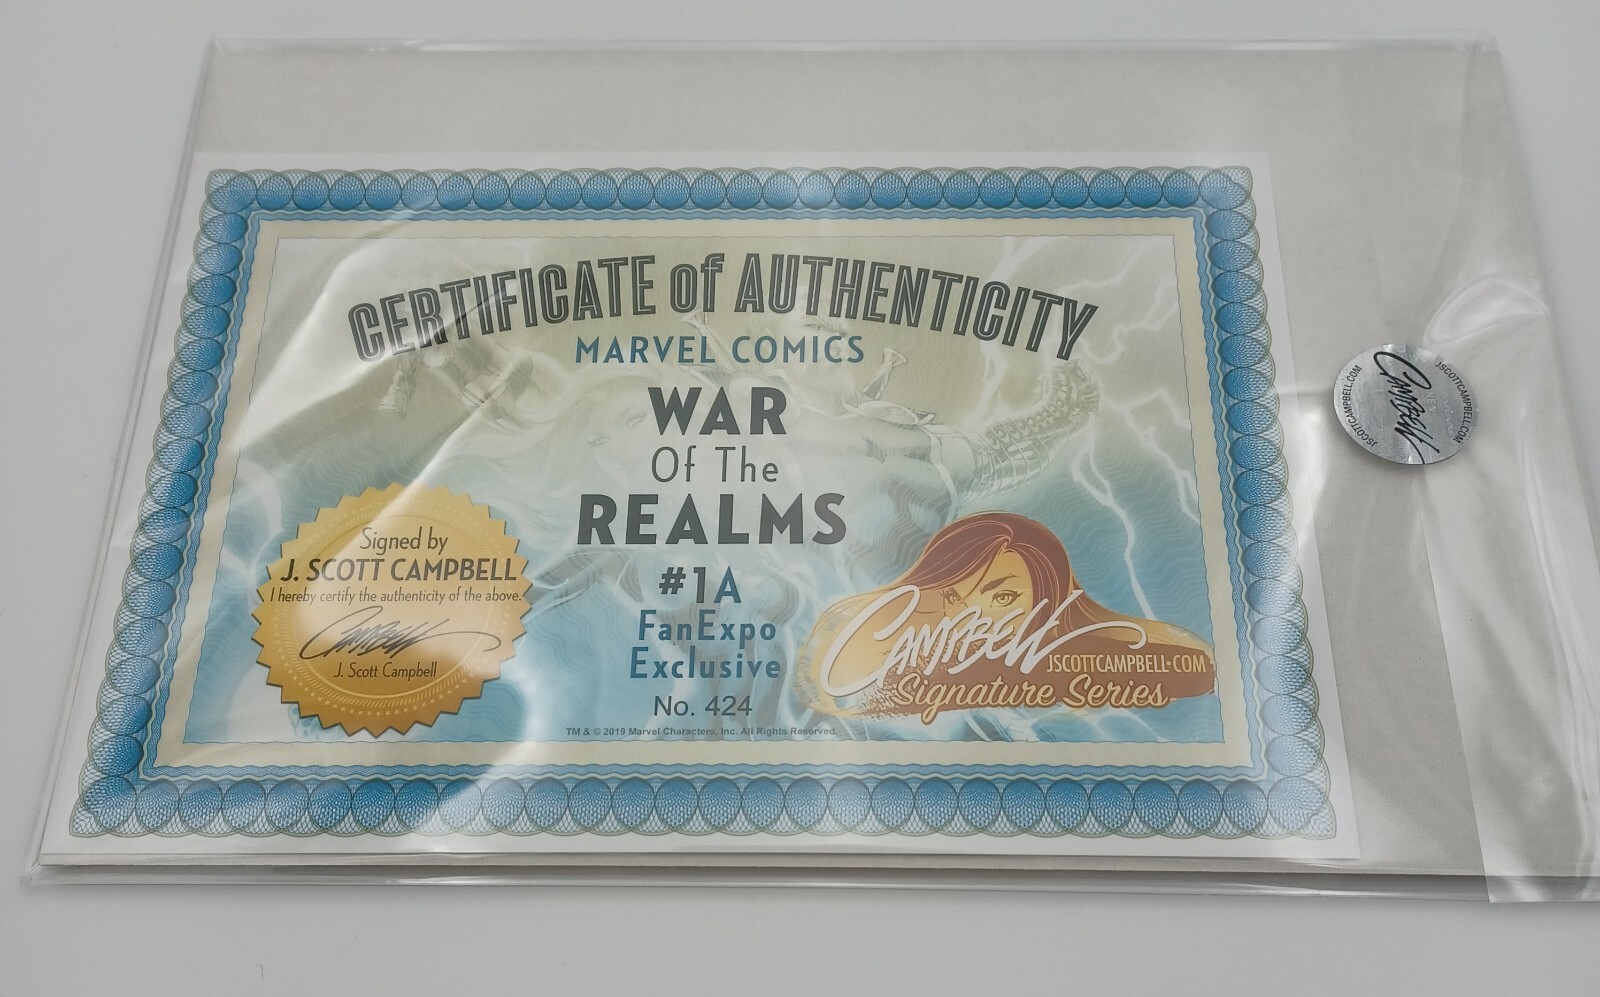 CERTIFICATE of AUTHENTICITY
MARVEL COMICS
WAR
Of The
REALMS
#1A
FanExpo
Exclusive
No. 424
TM & © 2019 Marvel Characters, Inc. All Rights Reserved.
Signed by
J. SCOTT CAMPBELL
I hereby certify the authenticity of the above.
CAMPBELL
J. Scott Campbell
CAMPBELL
JSCOTTCAMPBELL·COM
Signature Series
JSCOTTCAMPBELL.COM
CAMPBELL
JSCOTTCAMPBELL.COM